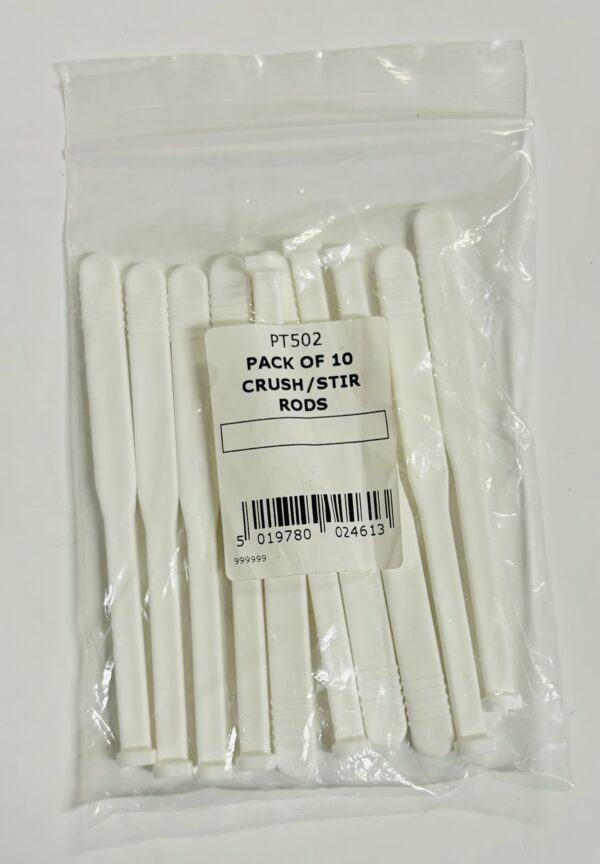 PT502
PACK OF 10
CRUSH/STIR
RODS
5 019780 024613
999999